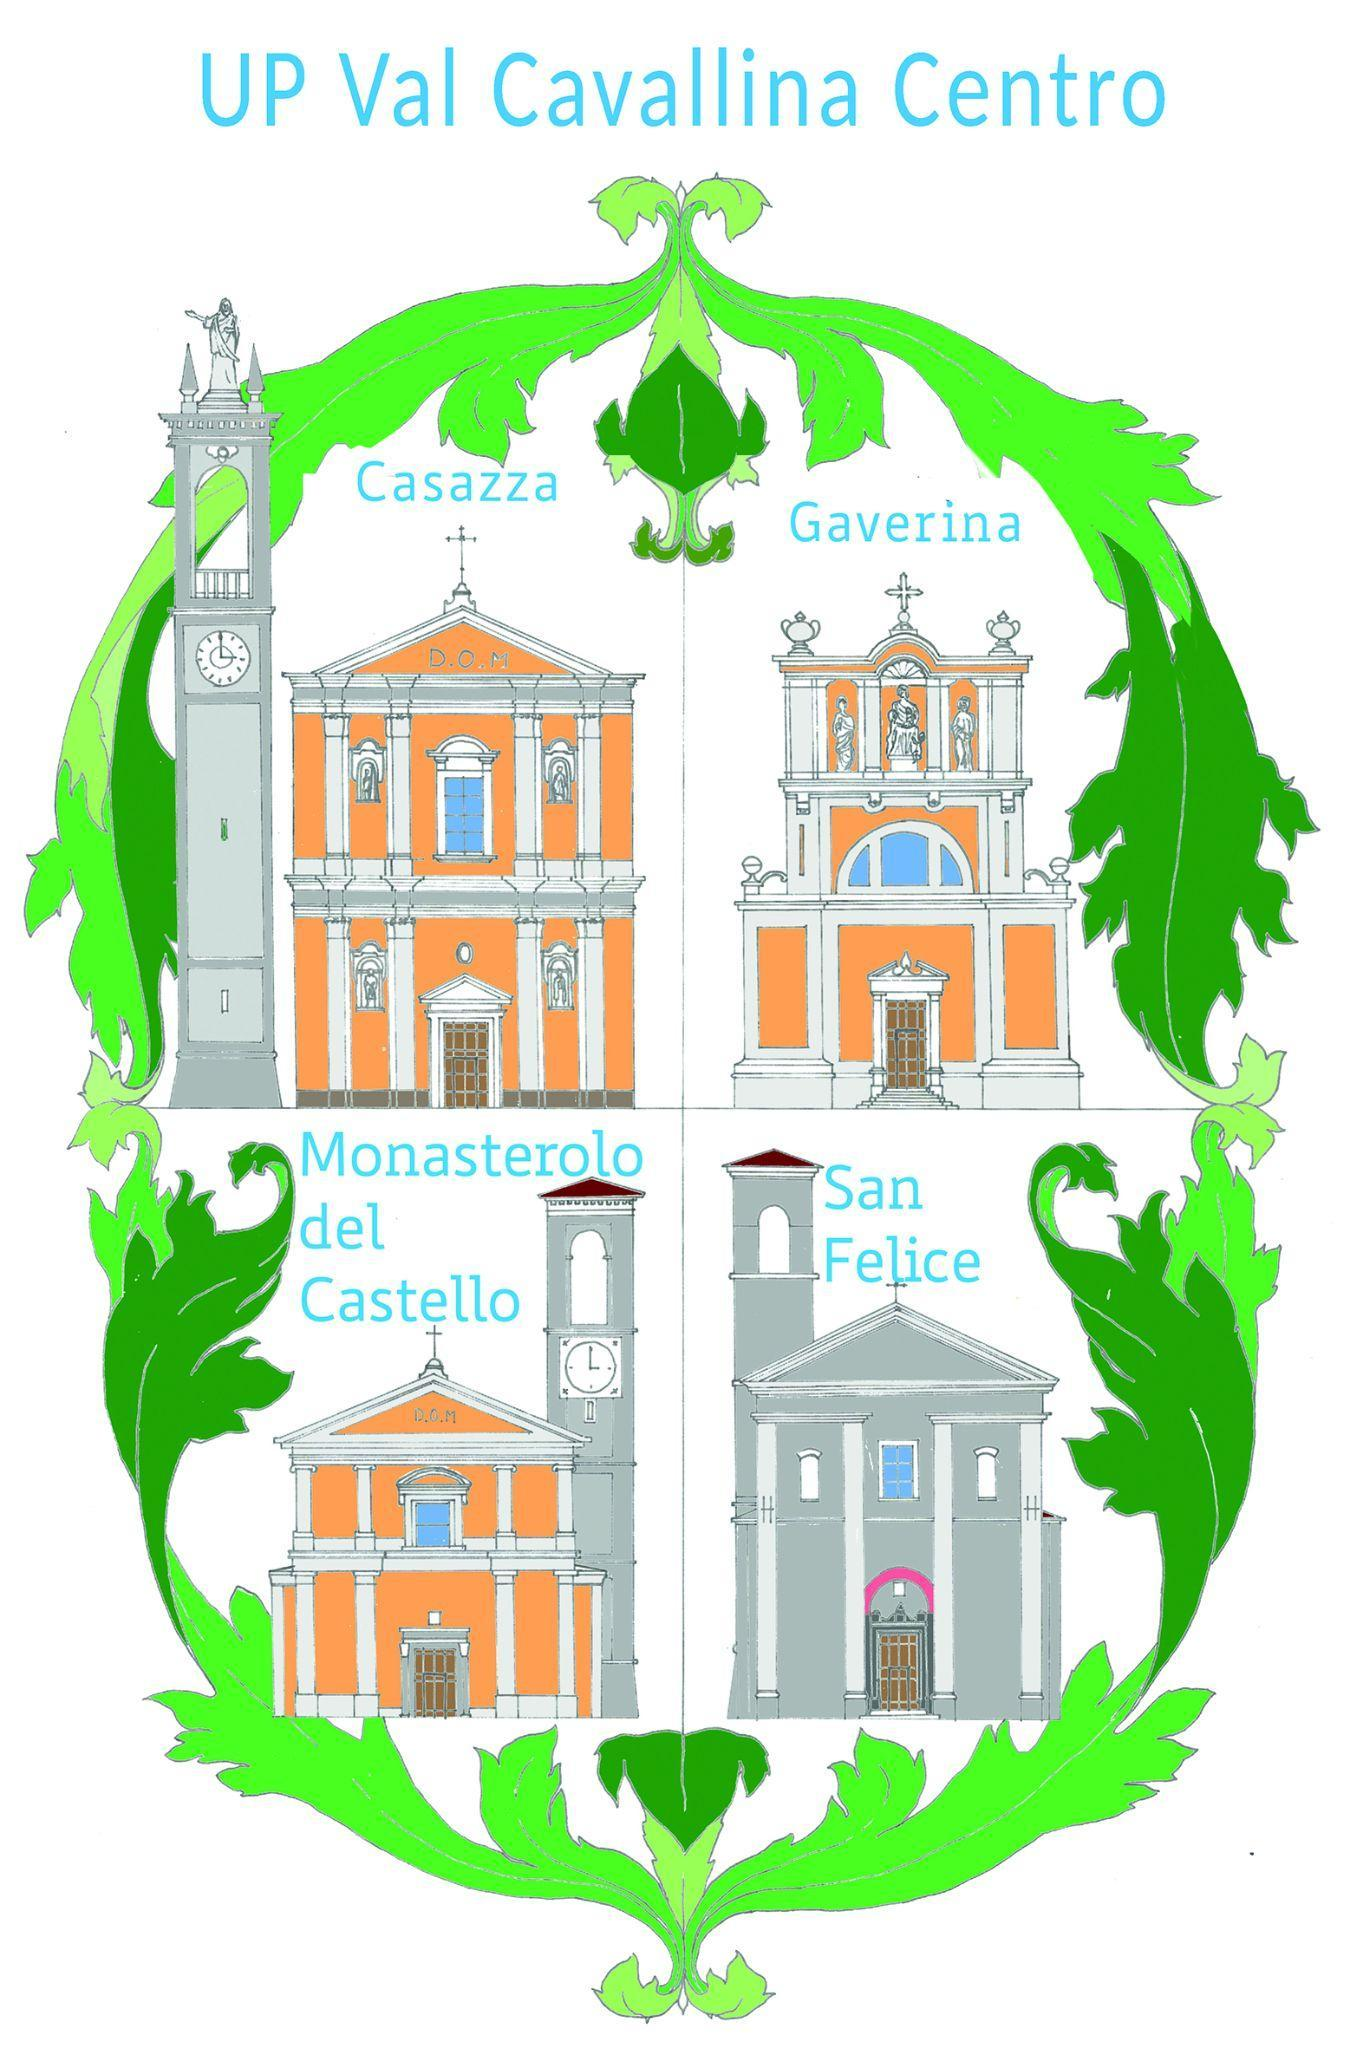 UP Val Cavallina Centro
Casazza
Gaverina
D.O.M
Monasterolo
del
Castello
San
Felice
D.O.M